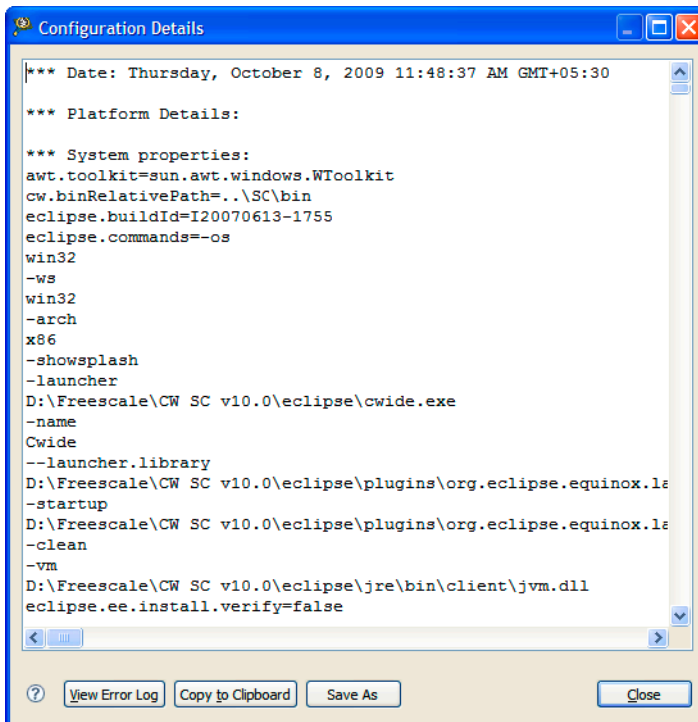 Configuration Details
*** Date: Thursday, October 8, 2009 11:48:37 AM GMT+05:30
*** Platform Details:
*** System properties:
awt.toolkit=sun.awt.windows.WToolkit
cw.binRelativePath=..\SC\bin
eclipse.buildId=I20070613-1755
eclipse.commands=-os
win32
-ws
win32
-arch
x86
-showsplash
-launcher
D:\Freescale\CW SC v10.0\eclipse\cwide.exe
-name
Cwide
--launcher.library
D:\Freescale\CW SC v10.0\eclipse\plugins\org.eclipse.equinox.la
-startup
D:\Freescale\CW SC v10.0\eclipse\plugins\org.eclipse.equinox.la
-clean
-vm
D:\Freescale\CW SC v10.0\eclipse\jre\bin\client\jvm.dll
eclipse.ee.install.verify=false
? View Error Log Copy to Clipboard Save As Close